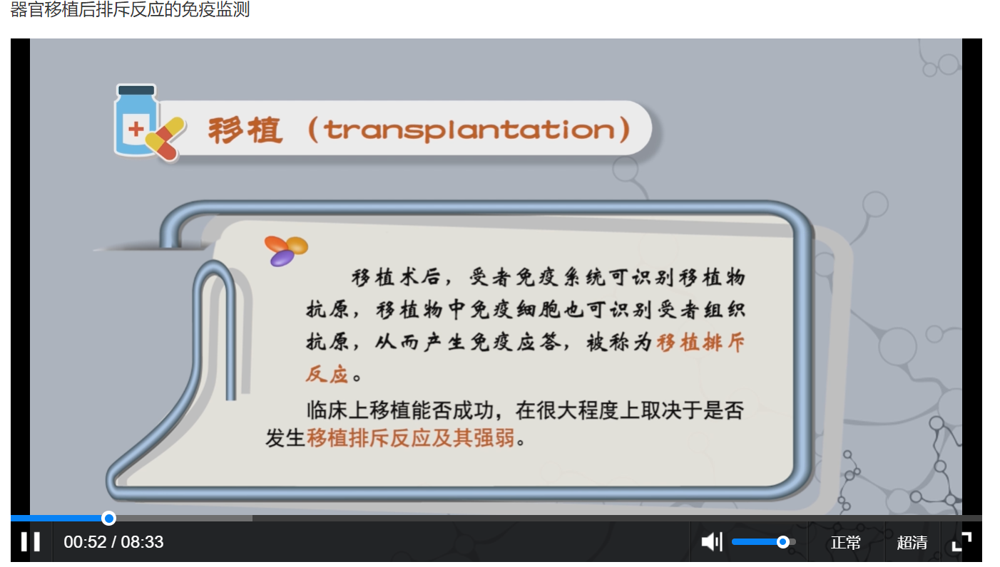 器官移植后排斥反应的免疫监测
移植（transplantation）
移植术后，受者免疫系统可识别移植物
抗原，移植物中免疫细胞也可识别受者组织
抗原，从而产生免疫应答，被称为移植排斥
反应。
临床上移植能否成功，在很大程度上取决于是否
发生移植排斥反应及其强弱。
00:52 / 08:33
正常
超清